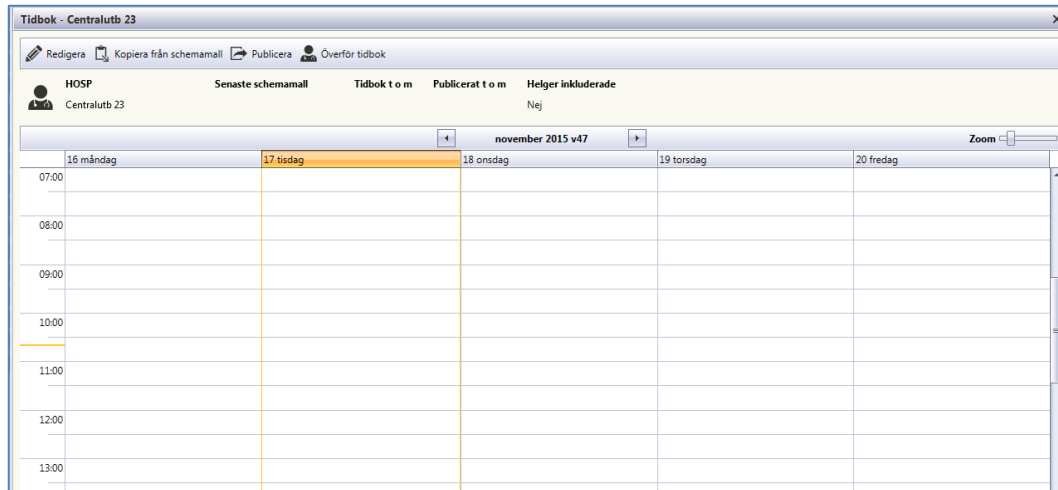 Tidbok - Centralutb 23
Redigera Kopiera från schemamall Publicera Överför tidbok
HOSP Senaste schemamall Tidbok t o m Publicerat t o m Helger inkluderade
Centralutb 23 Nej
november 2015 v47 Zoom
16 måndag 17 tisdag 18 onsdag 19 torsdag 20 fredag
07:00
08:00
09:00
10:00
11:00
12:00
13:00